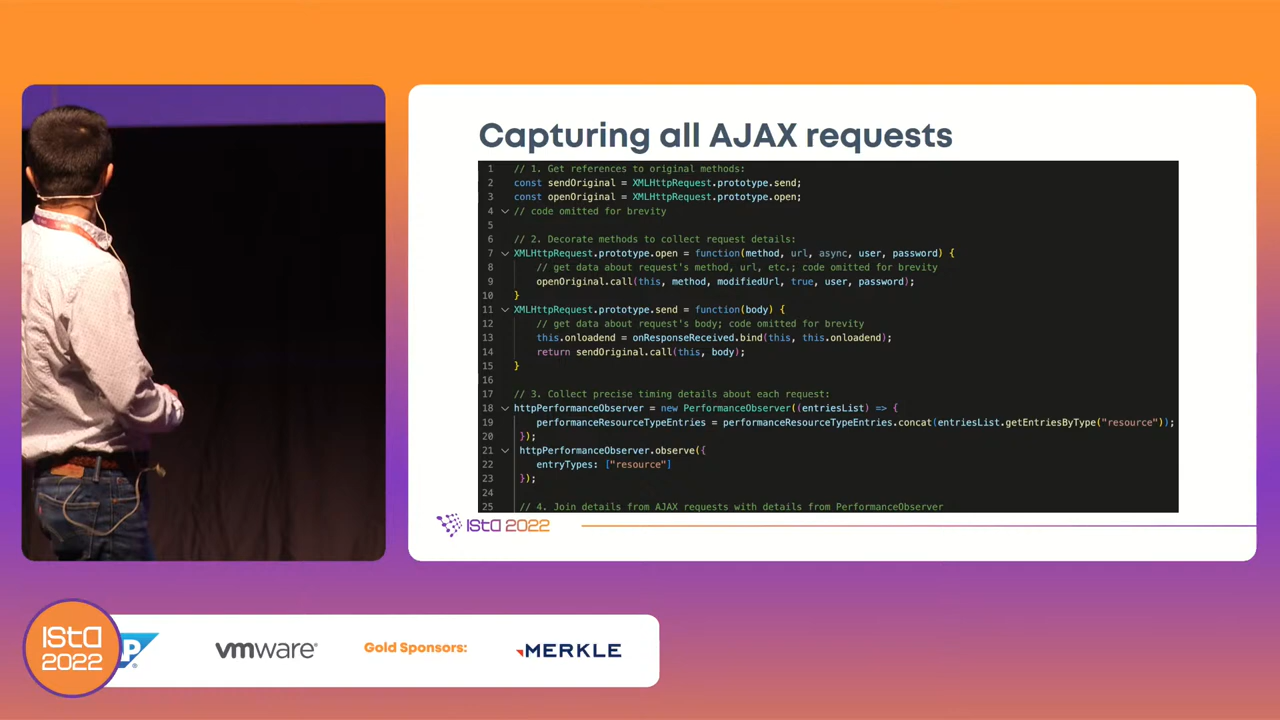 Capturing all AJAX requests
1 // 1. Get references to original methods:
2 const sendOriginal = XMLHttpRequest.prototype.send;
3 const openOriginal = XMLHttpRequest.prototype.open;
4 // code omitted for brevity
5
6 // 2. Decorate methods to collect request details:
7 XMLHttpRequest.prototype.open = function(method, url, async, user, password) {
8 // get data about request's method, url, etc.; code omitted for brevity
9 openOriginal.call(this, method, modifiedUrl, true, user, password);
10 }
11 XMLHttpRequest.prototype.send = function(body) {
12 // get data about request's body; code omitted for brevity
13 this.onloadend = onResponseReceived.bind(this, this.onloadend);
14 return sendOriginal.call(this, body);
15 }
16
17 // 3. Collect precise timing details about each request:
18 httpPerformanceObserver = new PerformanceObserver((entriesList) => {
19 performanceResourceTypeEntries = performanceResourceTypeEntries.concat(entriesList.getEntriesByType("resource"));
20 });
21 httpPerformanceObserver.observe({
22 entryTypes: ["resource"]
23 });
24
25 // 4. Join details from AJAX requests with details from PerformanceObserver
ISTA 2022
ISTA
2022
P
vmware®
Gold Sponsors:
MERKLE